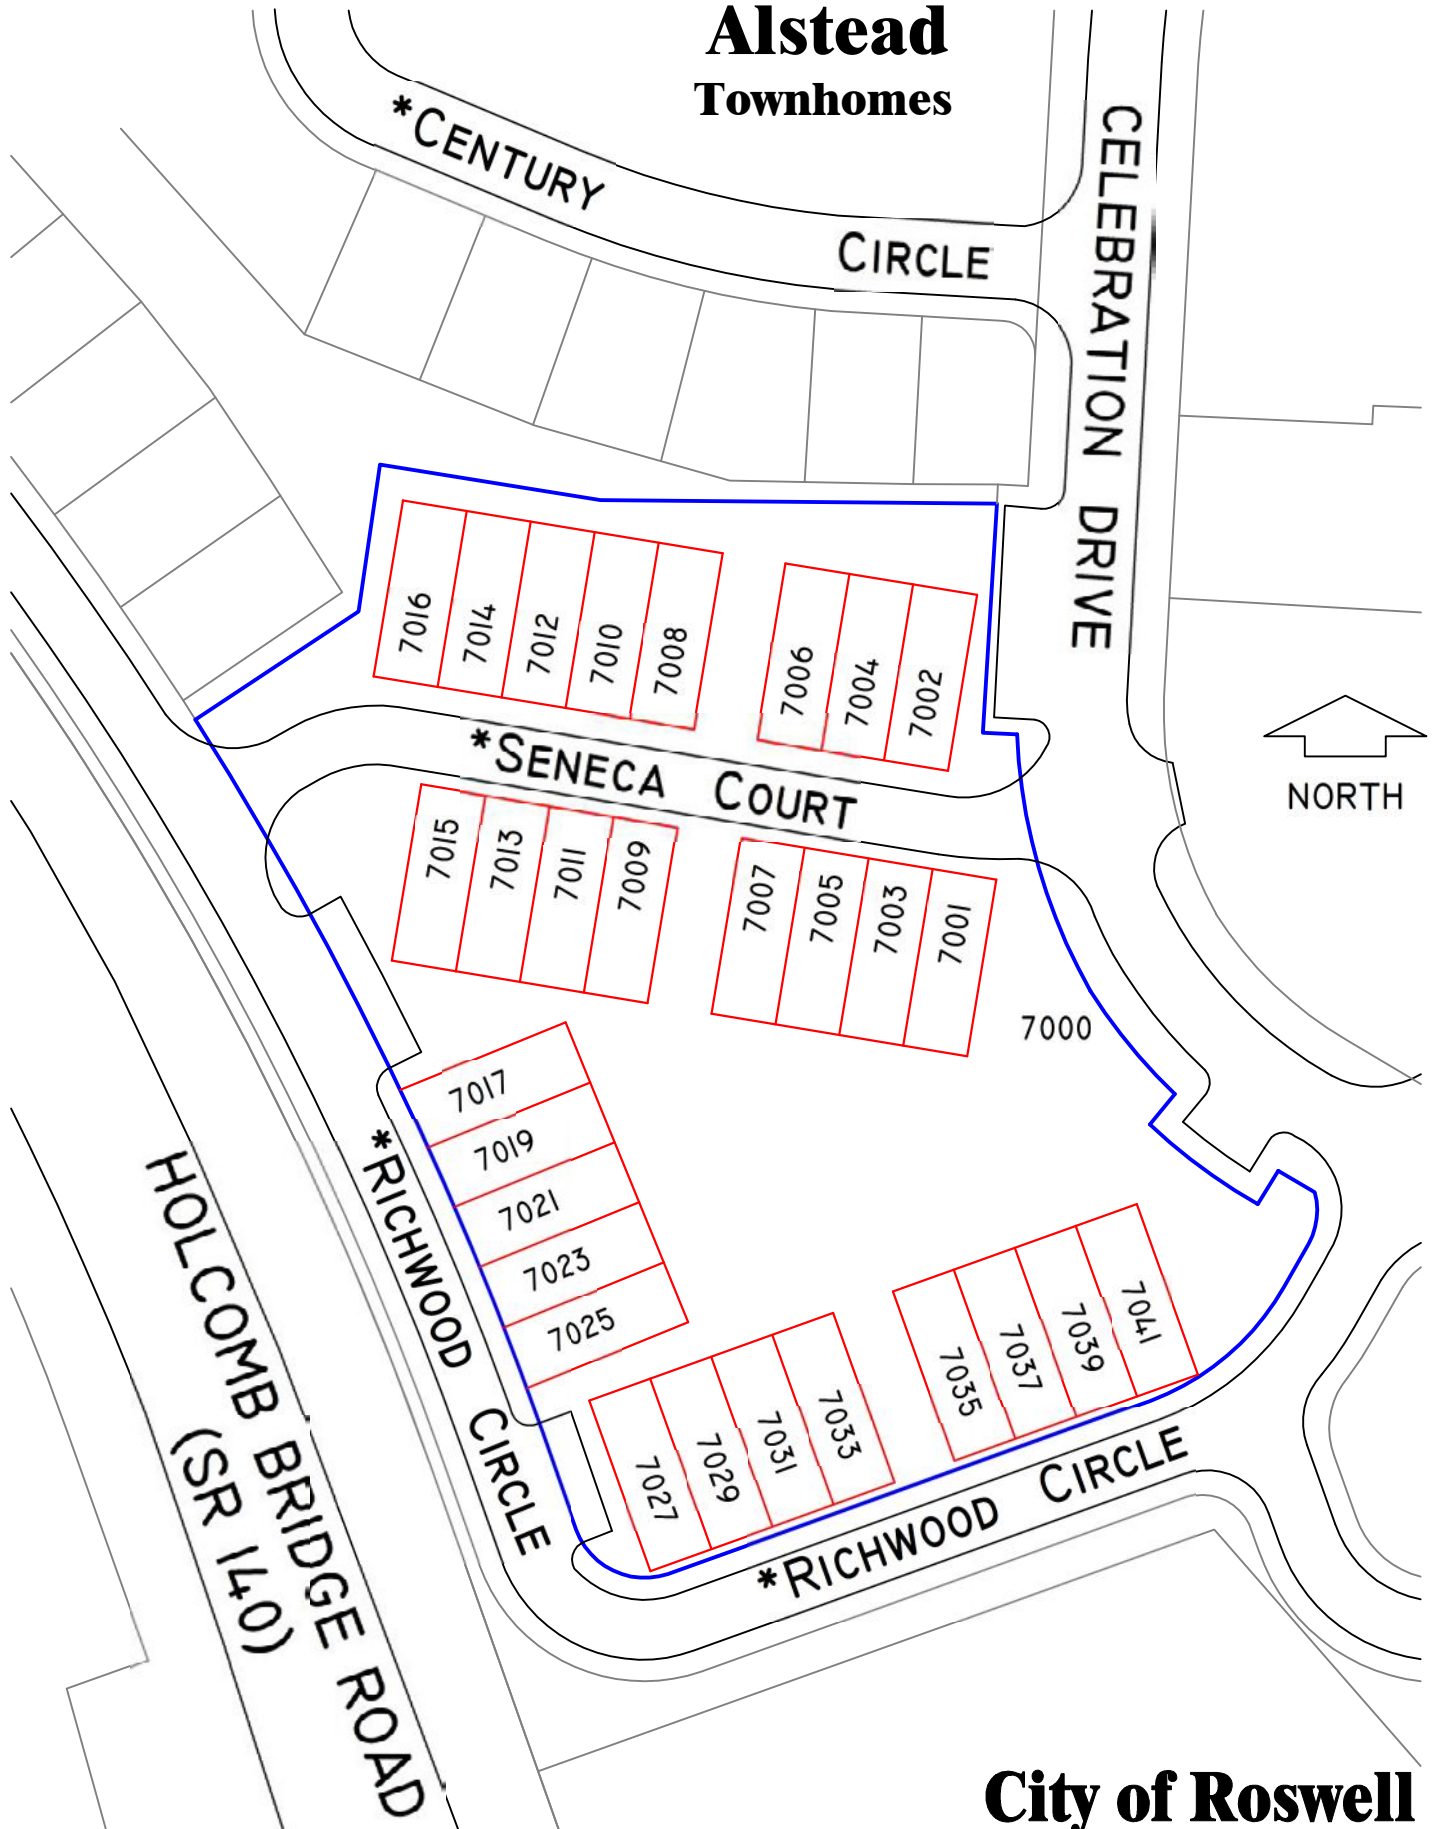 Alstead
Townhomes
*CENTURY CIRCLE
CELEBRATION DRIVE
7016
7014
7012
7010
7008
7006
7004
7002
*SENECA COURT
NORTH
7015
7013
7011
7009
7007
7005
7003
7001
7000
7017
7019
7021
7023
7025
*RICHWOOD CIRCLE
7027
7029
7031
7033
7035
7037
7039
7041
*RICHWOOD CIRCLE
HOLCOMB BRIDGE ROAD
(SR 140)
City of Roswell